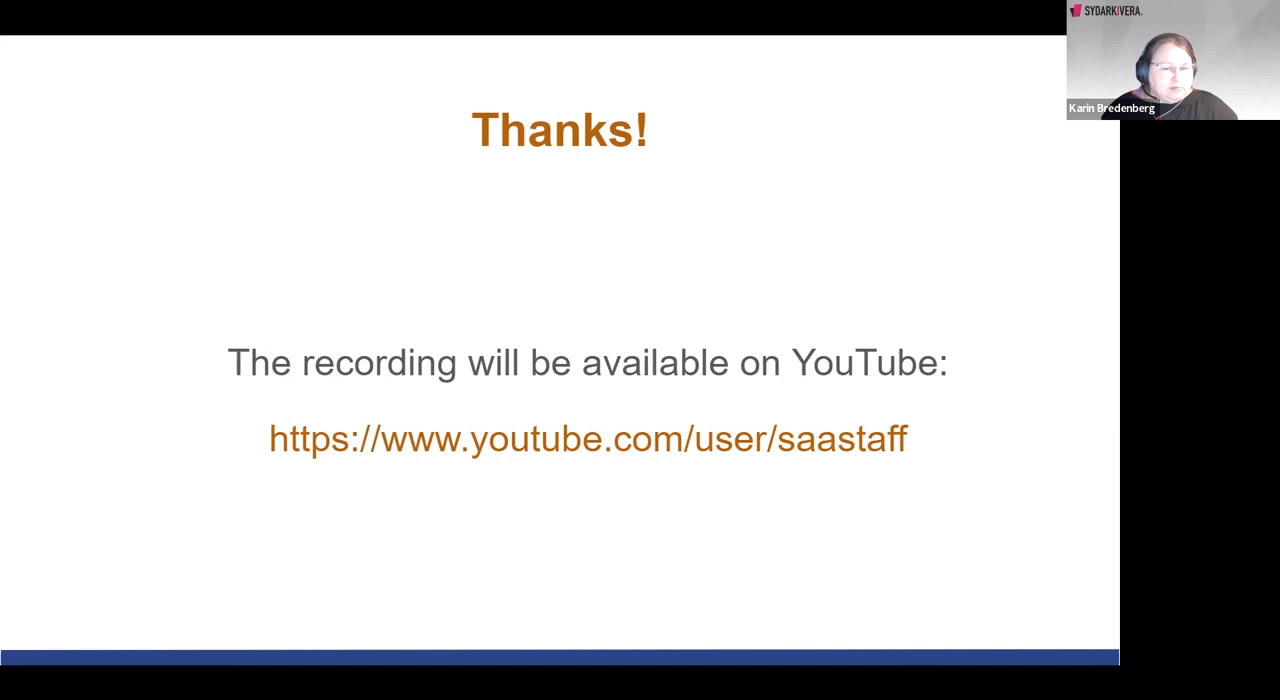 SYDARKIVERA.
Karin Bredenberg
Thanks!
The recording will be available on YouTube:
https://www.youtube.com/user/saastaff